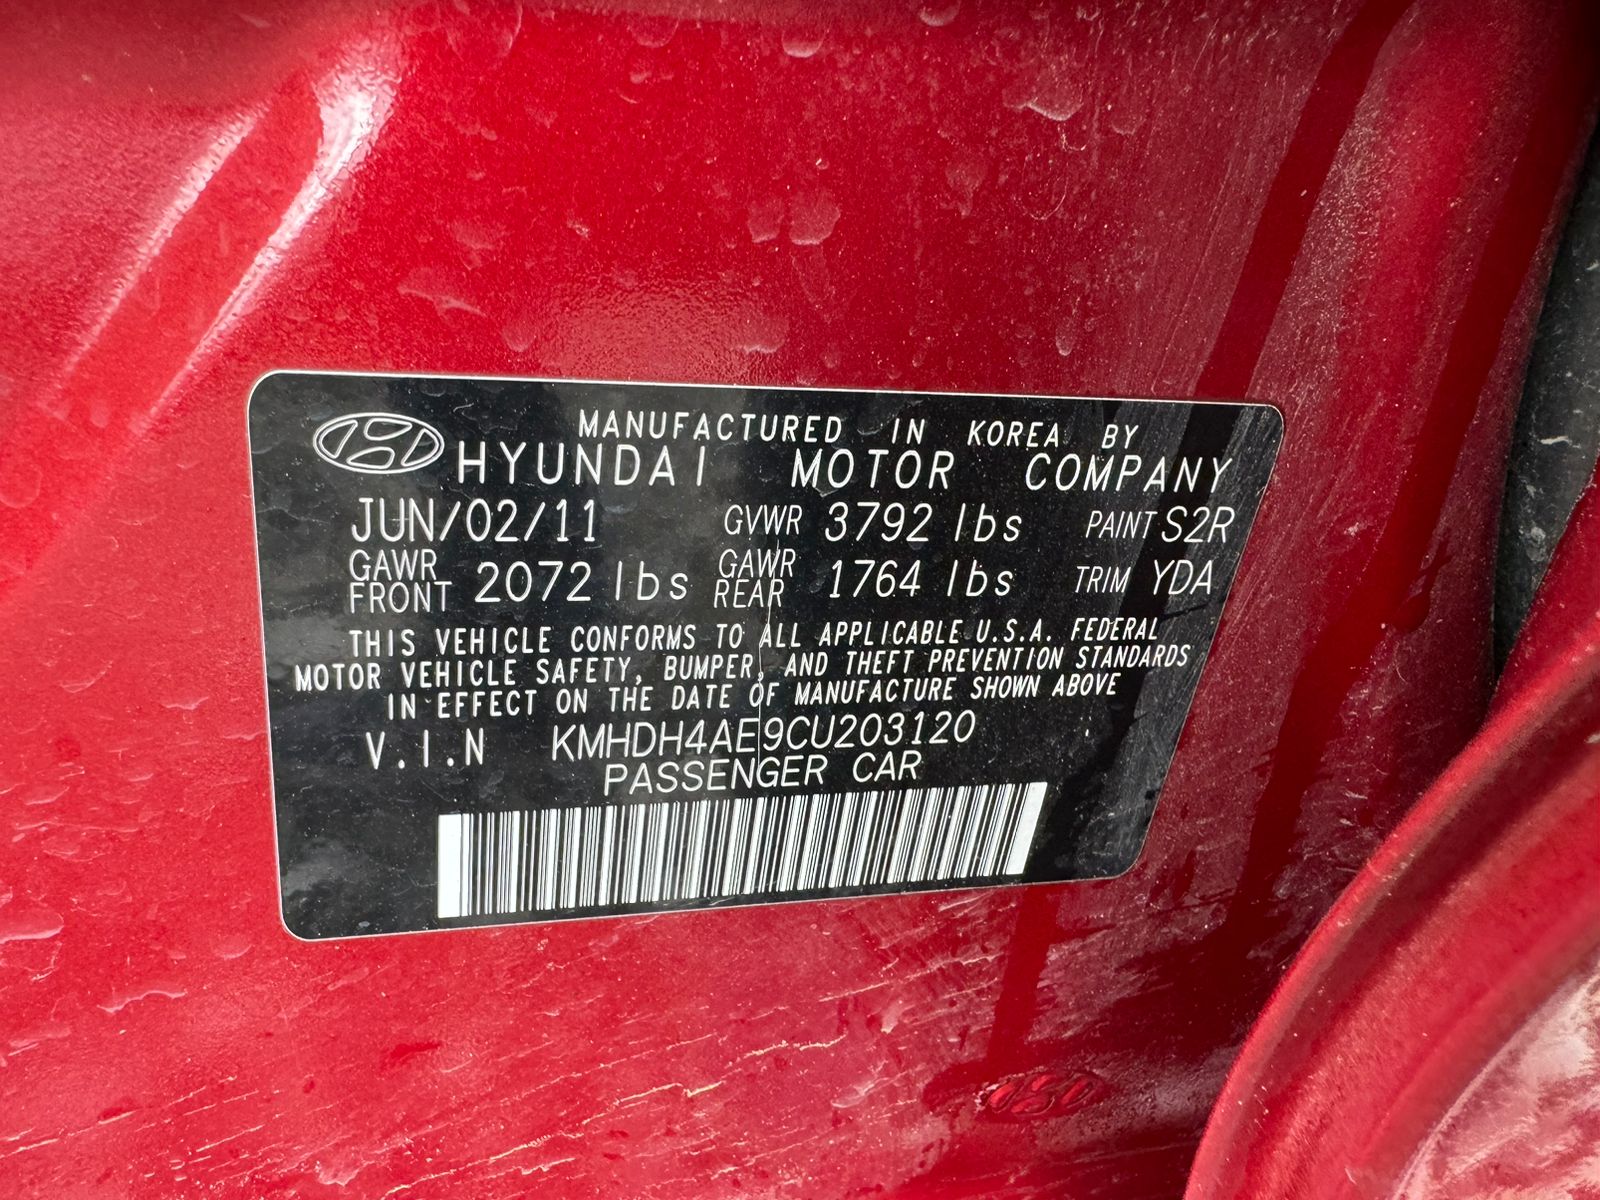 MANUFACTURED IN KOREA BY
HYUNDAI MOTOR COMPANY
JUN/02/11 GVWR 3792 lbs PAINT S2R
GAWR FRONT 2072 lbs GAWR REAR 1764 lbs TRIM YDA
THIS VEHICLE CONFORMS TO ALL APPLICABLE U.S.A. FEDERAL
MOTOR VEHICLE SAFETY, BUMPER, AND THEFT PREVENTION STANDARDS
IN EFFECT ON THE DATE OF MANUFACTURE SHOWN ABOVE
V.I.N KMHDH4AE9CU203120
PASSENGER CAR